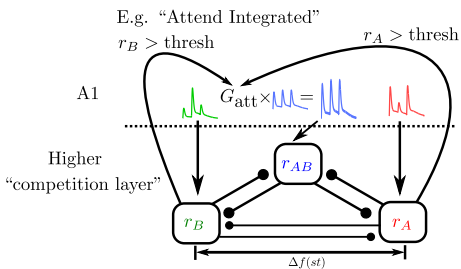 E.g. “Attend Integrated”
r_B > thresh
r_A > thresh
A1
G_att × =
Higher
“competition layer”
r_AB
r_B
r_A
Δf(st)